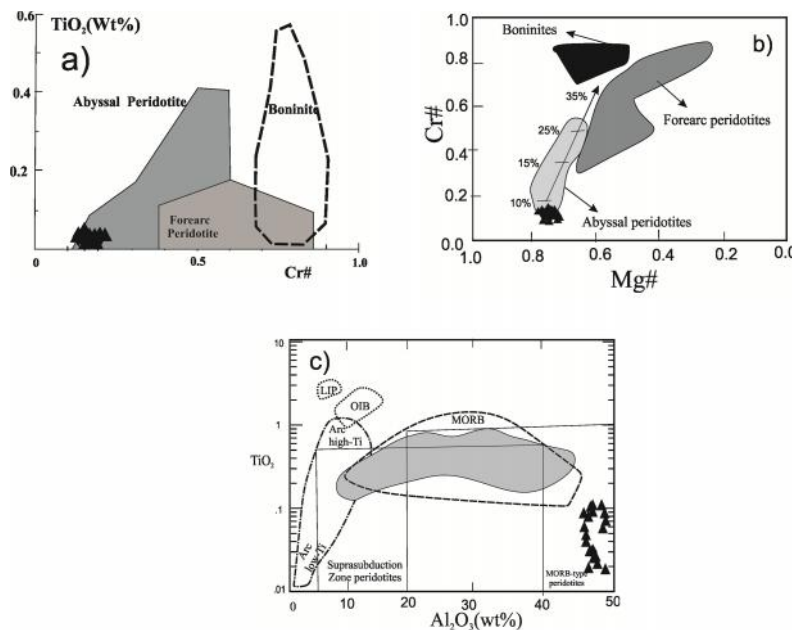 TiO₂(Wt%)
0.6
a)
Abyssal Peridotite
Boninite
0.4
0.2
Forearc
Peridotite
0
0
0.5
1.0
Cr#
1.0
Boninites
b)
0.8
35%
0.6
Forearc peridotites
Cr#
25%
0.4
15%
0.2
10%
Abyssal peridotites
0.0
1.0
0.8
0.6
0.4
0.2
0.0
Mg#
10
c)
LIP
OIB
MORB
Arc
high-Ti
1
TiO₂
.1
Arc
low-Ti
Suprasubduction
Zone peridotites
MORB-type
peridotites
.01
0
10
20
30
40
50
Al₂O₃(wt%)